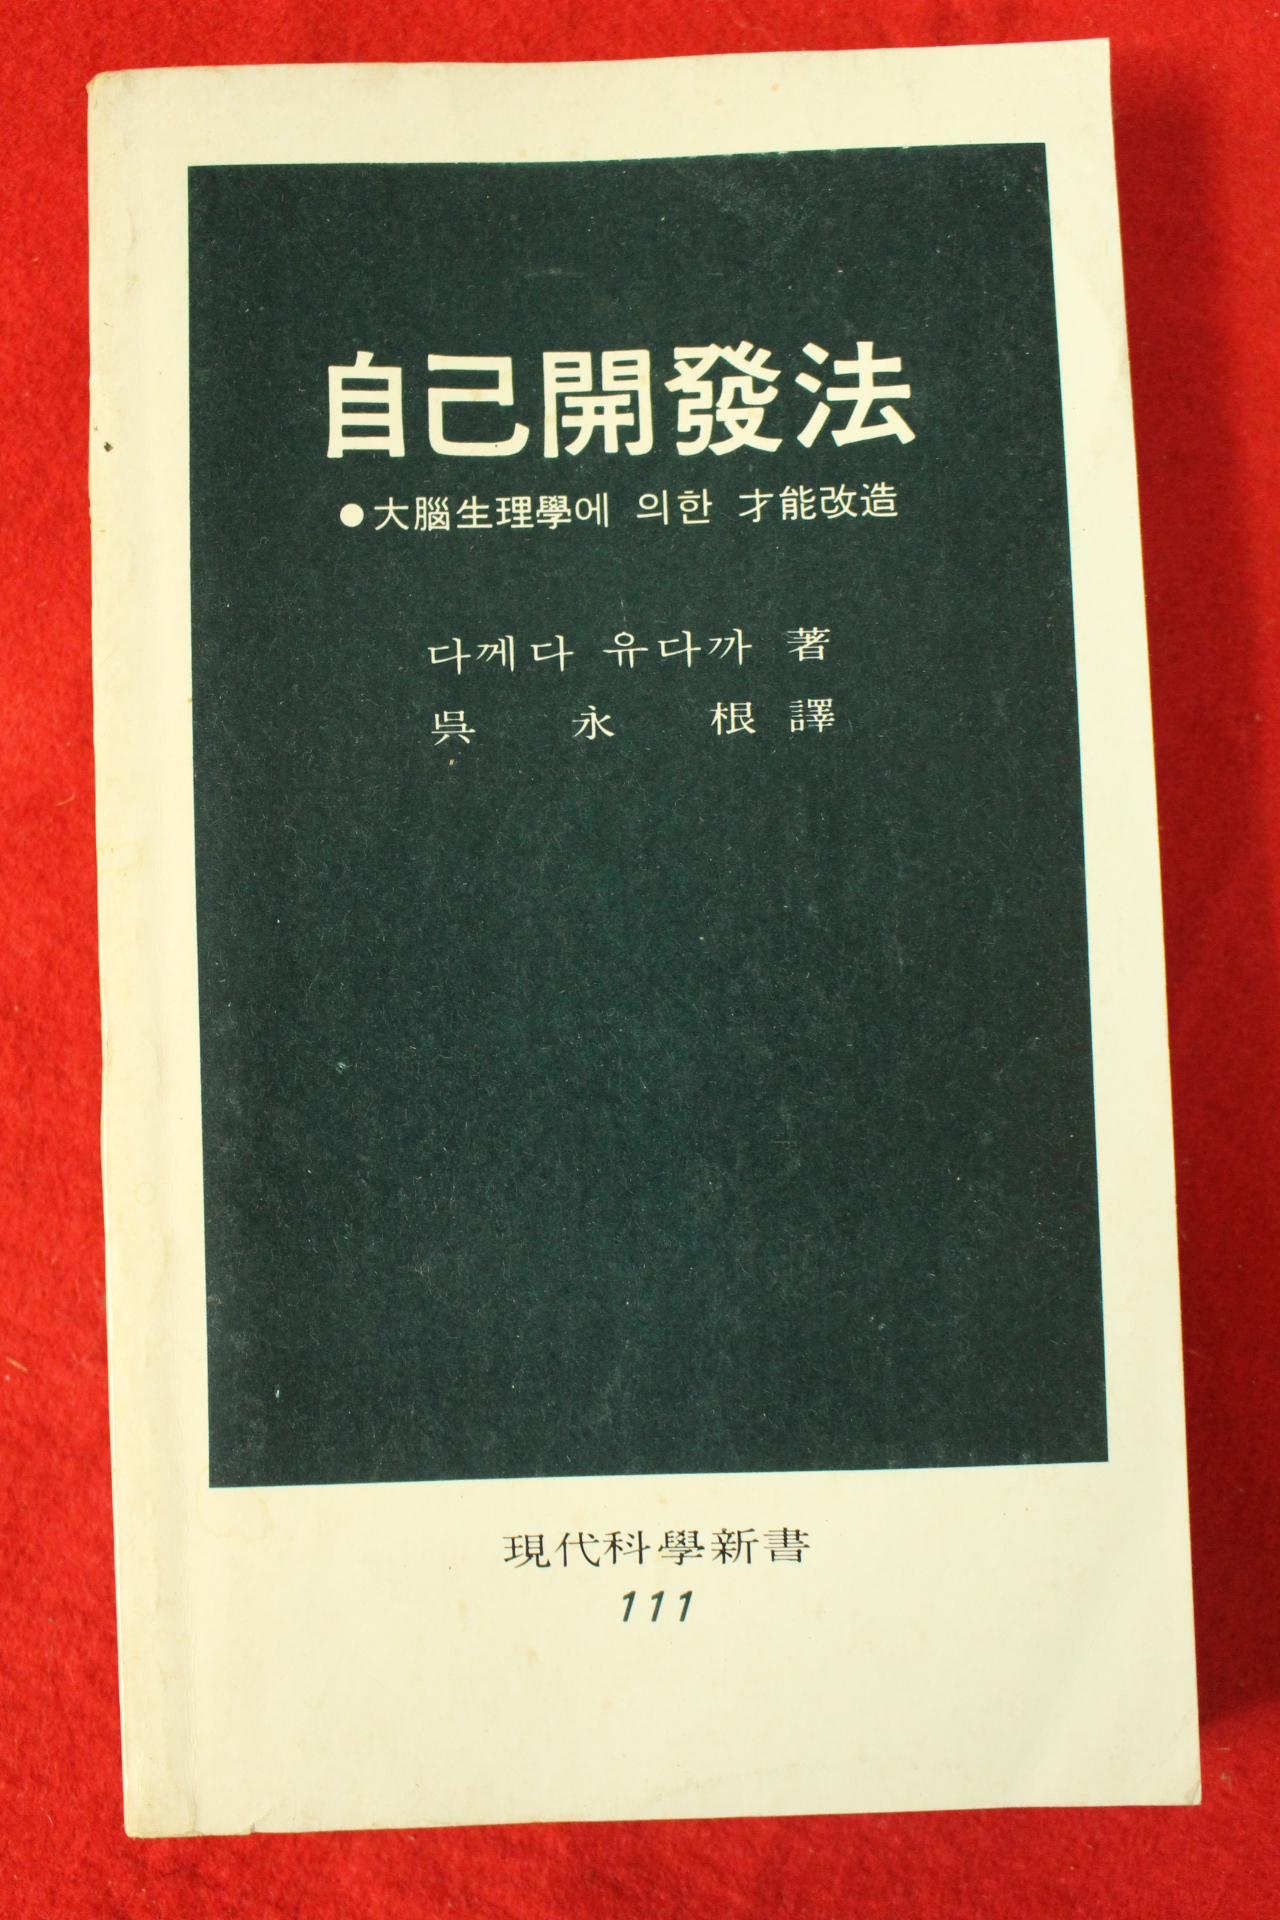 自己開發法
●大腦生理學에 의한 才能改造
다께다 유다까 著
吳永根 譯
現代科學新書
111